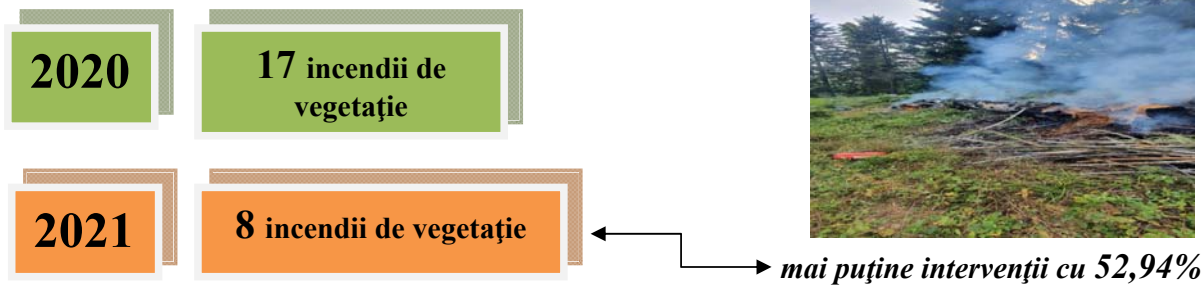 2020
17 incendii de
vegetaţie
2021
8 incendii de vegetaţie
mai puţine intervenţii cu 52,94%